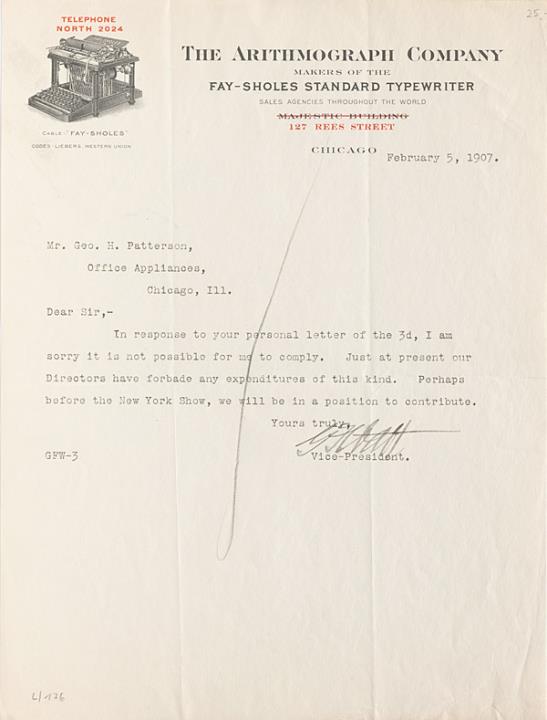 25.-
TELEPHONE
NORTH 2024
THE ARITHMOGRAPH COMPANY
MAKERS OF THE
FAY-SHOLES STANDARD TYPEWRITER
SALES AGENCIES THROUGHOUT THE WORLD
MAJESTIC BUILDING
127 REES STREET
CABLE-"FAY-SHOLES"
CODES-LIEBERS, WESTERN UNION
CHICAGO
February 5, 1907.
Mr. Geo. H. Patterson,
Office Appliances,
Chicago, Ill.
Dear Sir,-
In response to your personal letter of the 3d, I am
sorry it is not possible for me to comply. Just at present our
Directors have forbade any expenditures of this kind. Perhaps
before the New York Show, we will be in a position to contribute.
Yours truly,
GFW-3
Vice-President.
L/136